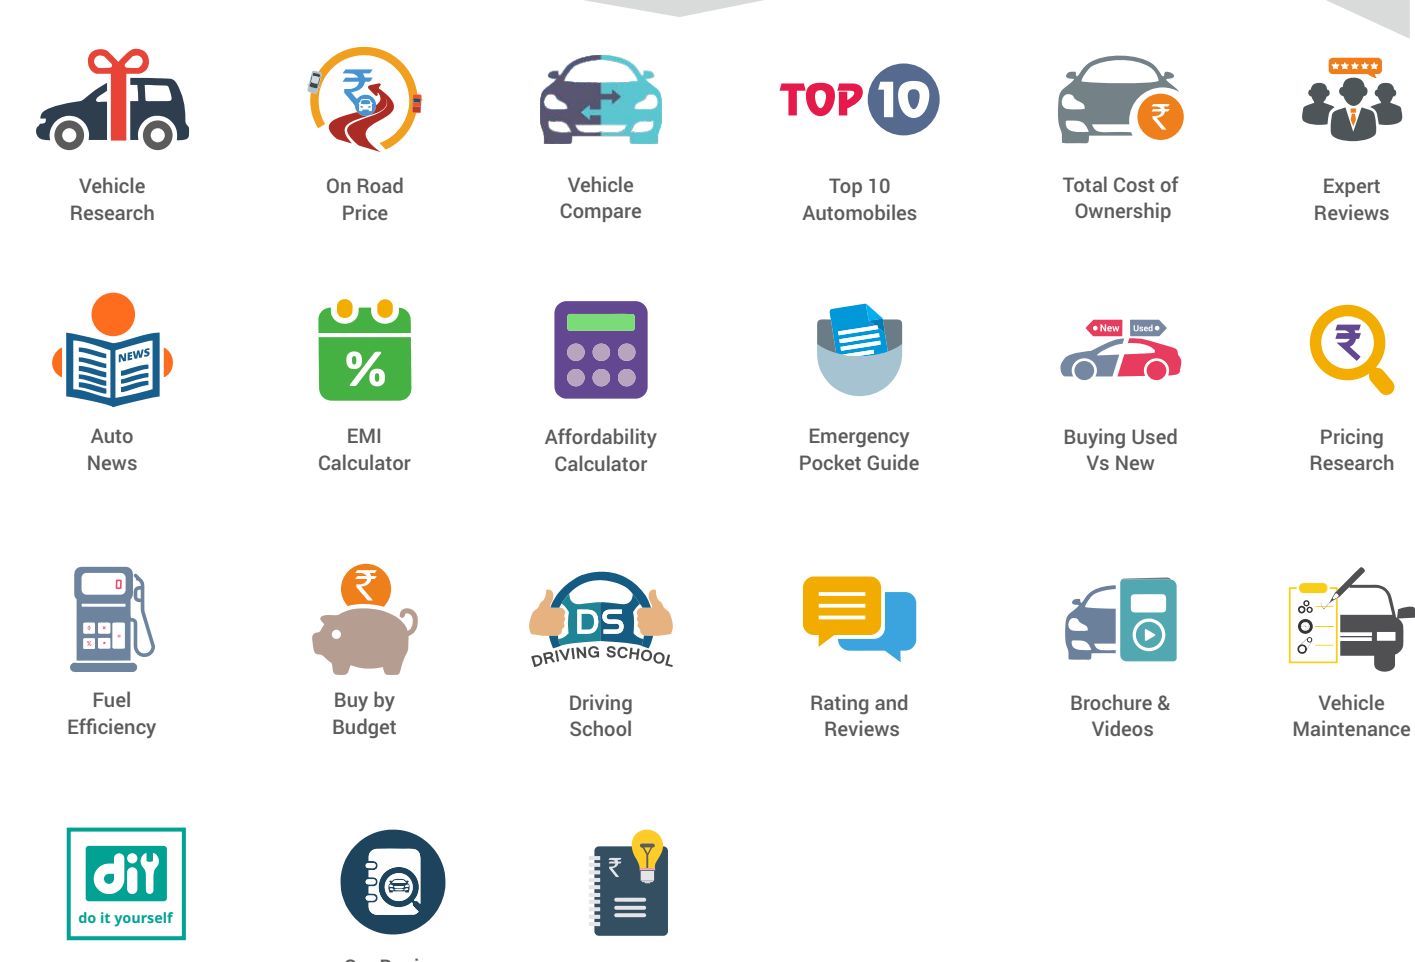 TOP 10
Vehicle
Research
On Road
Price
Vehicle
Compare
Top 10
Automobiles
Total Cost of
Ownership
Expert
Reviews
NEWS
Auto
News
%
EMI
Calculator
Affordability
Calculator
Emergency
Pocket Guide
New Used
Buying Used
Vs New
₹
Pricing
Research
Fuel
Efficiency
₹
Buy by
Budget
DS
DRIVING SCHOOL
Driving
School
Rating and
Reviews
Brochure &
Videos
Vehicle
Maintenance
diY
do it yourself
₹